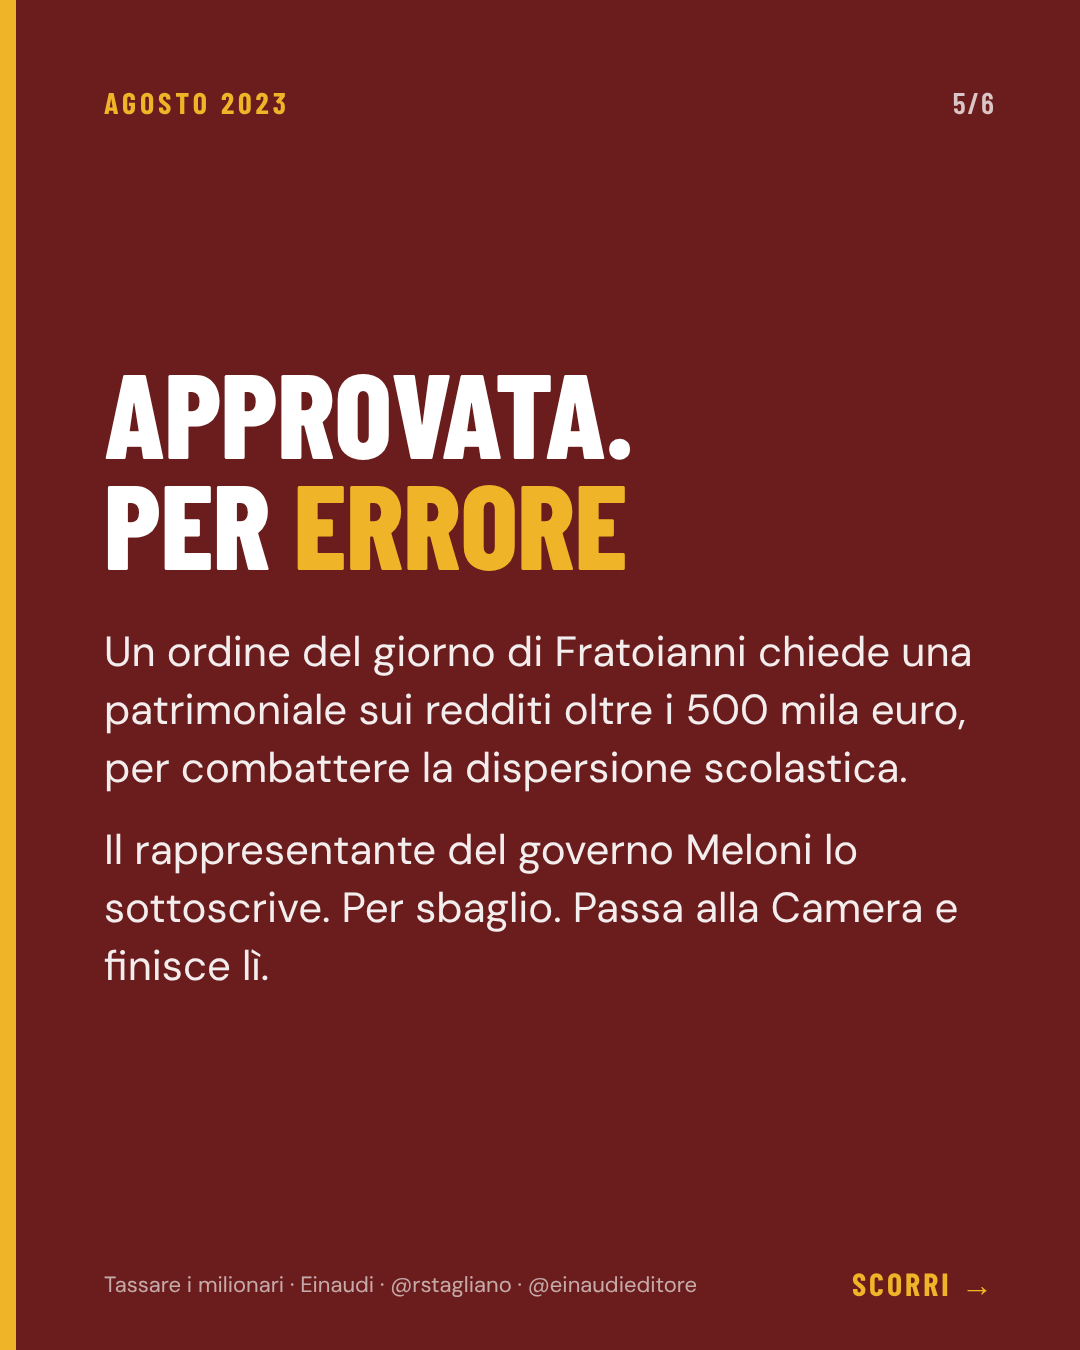 AGOSTO 2023
5/6
APPROVATA.
PER ERRORE
Un ordine del giorno di Fratoianni chiede una
patrimoniale sui redditi oltre i 500 mila euro,
per combattere la dispersione scolastica.
Il rappresentante del governo Meloni lo
sottoscrive. Per sbaglio. Passa alla Camera e
finisce lì.
Tassare i milionari · Einaudi · @rstagliano · @einaudieditore
SCORRI →